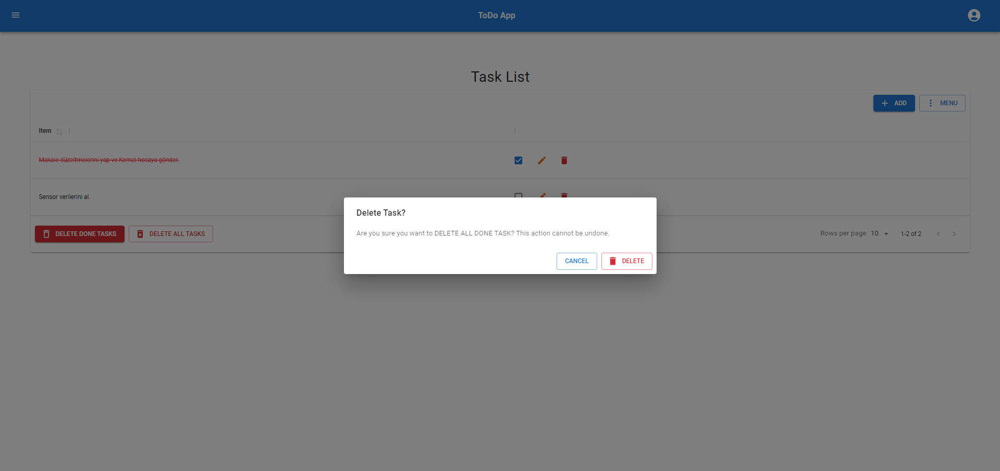 ToDo App
Task List
ADD
MENU
Item
Makale düzeltmelerini yap ve Kemal hocaya gönder.
Sensor verilerini al.
Delete Task?
Are you sure you want to DELETE ALL DONE TASK? This action cannot be undone.
CANCEL
DELETE
DELETE DONE TASKS
DELETE ALL TASKS
Rows per page 10
1-2 of 2